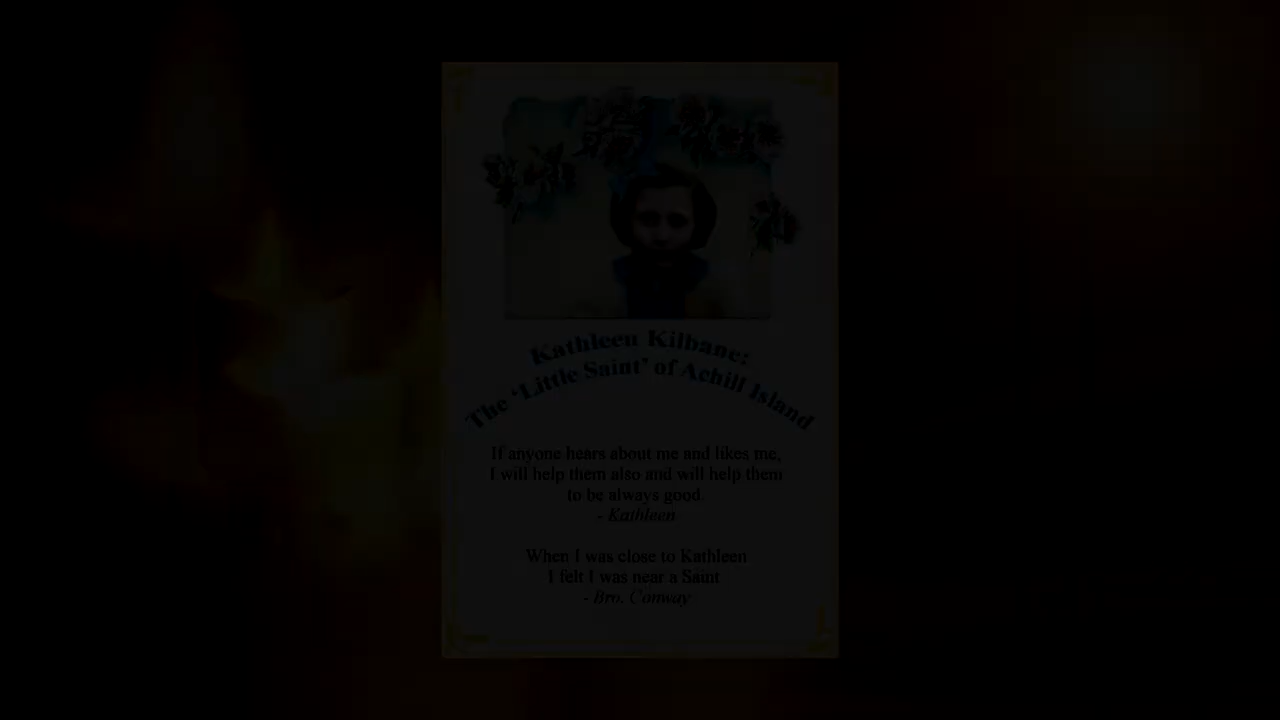 Kathleen Kilbane:
The 'Little Saint' of Achill Island
If anyone hears about me and likes me,
I will help them also and will help them
to be always good.
- Kathleen
When I was close to Kathleen
I felt I was near a Saint
- Bro. Conway